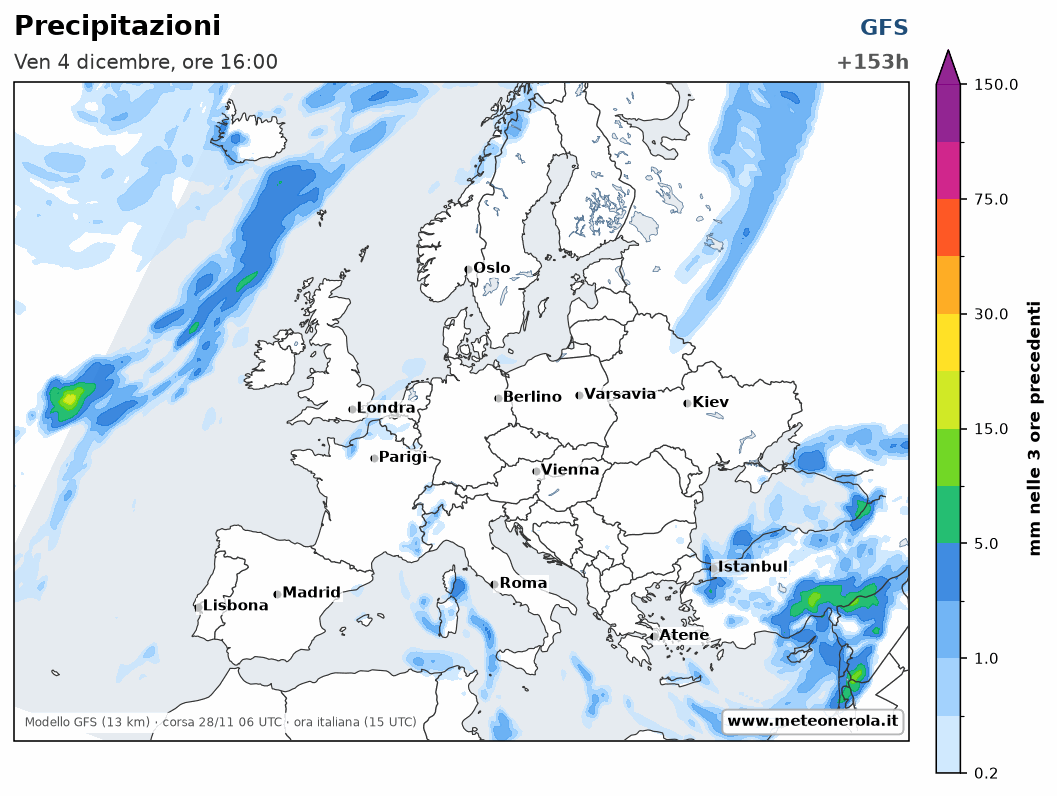 Precipitazioni
GFS
Ven 4 dicembre, ore 16:00
+153h
150.0
75.0
30.0
15.0
5.0
1.0
0.2
mm nelle 3 ore precedenti
Oslo
Londra
Berlino
Varsavia
Kiev
Parigi
Vienna
Istanbul
Roma
Madrid
Lisbona
Atene
Modello GFS (13 km) · corsa 28/11 06 UTC · ora italiana (15 UTC)
www.meteonerola.it